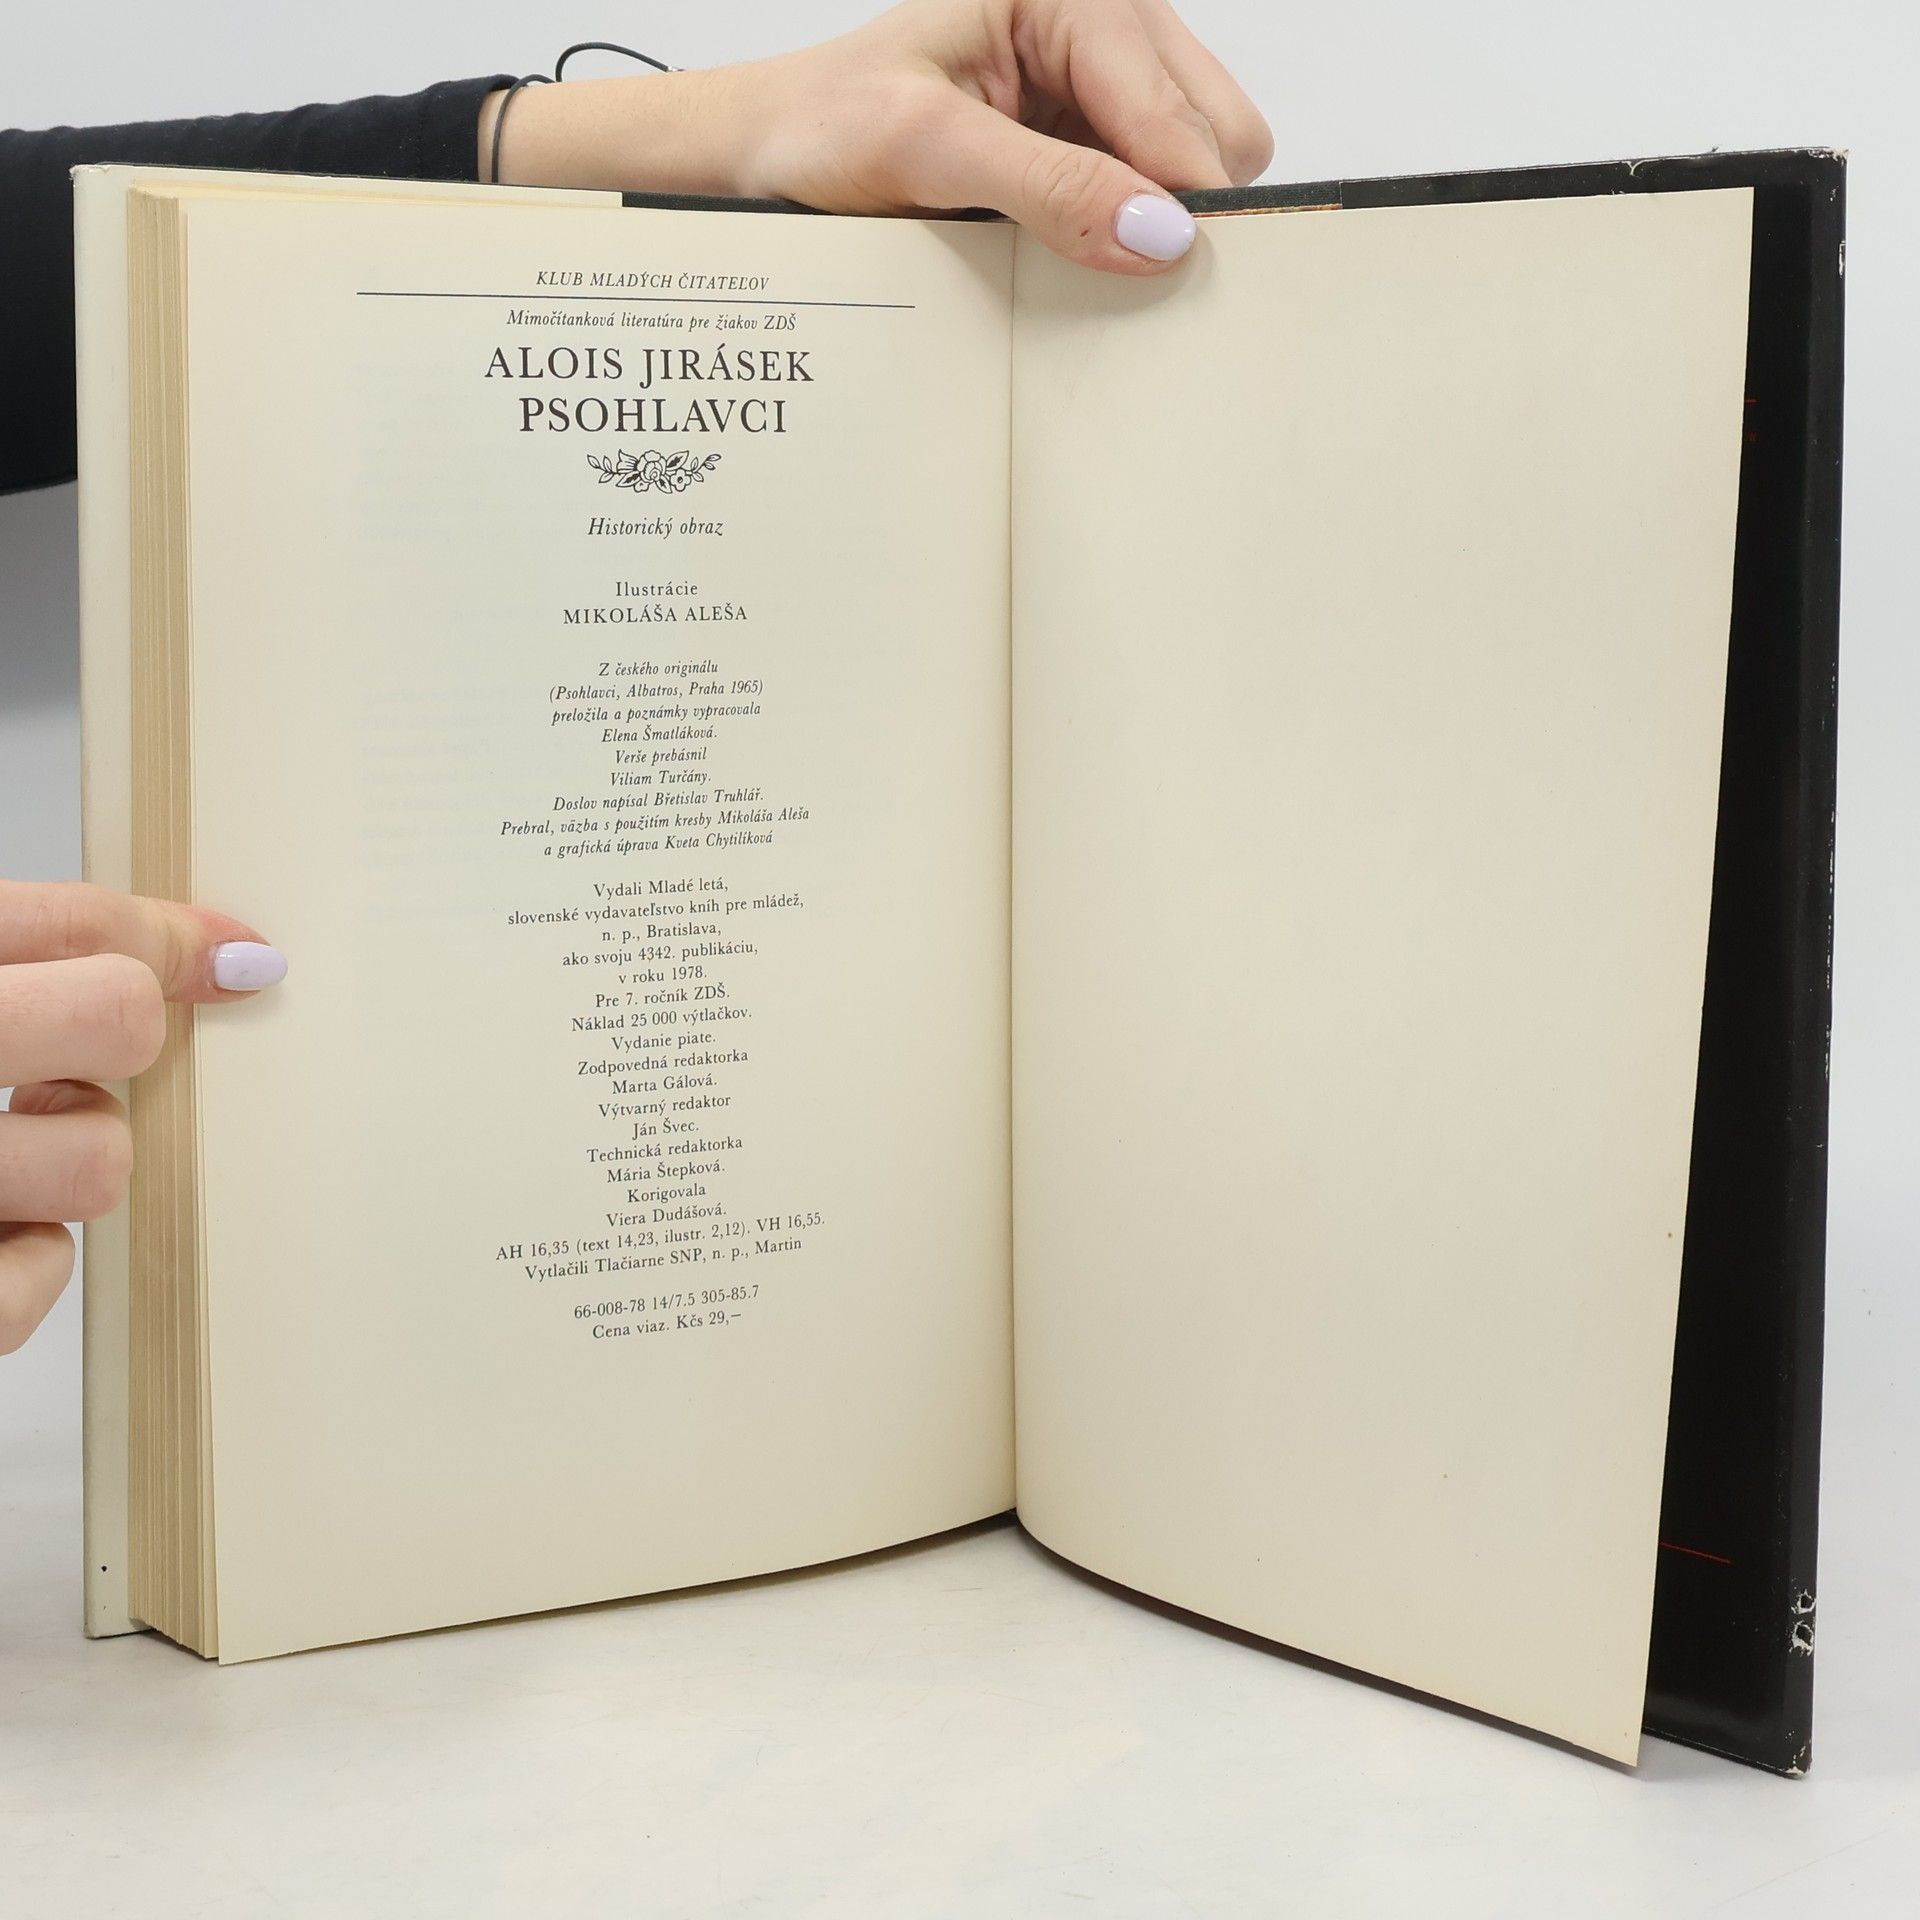 KLUB MLADÝCH ČITATEĽOV
Mimočítanková literatúra pre žiakov ZDŠ
ALOIS JIRÁSEK
PSOHLAVCI
Historický obraz
Ilustrácie
MIKOLÁŠA ALEŠA
Z českého originálu
(Psohlavci, Albatros, Praha 1965)
preložila a poznámky vypracovala
Elena Šmatláková.
Verše prebásnil
Viliam Turčány.
Doslov napísal Břetislav Truhlář.
Prebral, väzba s použitím kresby Mikoláša Aleša
a grafická úprava Kveta Chytilíková
Vydali Mladé letá,
slovenské vydavateľstvo kníh pre mládež,
n. p., Bratislava,
ako svoju 4342. publikáciu,
v roku 1978.
Pre 7. ročník ZDŠ.
Náklad 25 000 výtlačkov.
Vydanie piate.
Zodpovedná redaktorka
Marta Gálová.
Výtvarný redaktor
Ján Švec.
Technická redaktorka
Mária Štepková.
Korigovala
Viera Dudášová.
AH 16,35 (text 14,23, ilustr. 2,12). VH 16,55.
Vytlačili Tlačiarne SNP, n. p., Martin
66-008-78 14/7.5 305-85.7
Cena viaz. Kčs 29,–